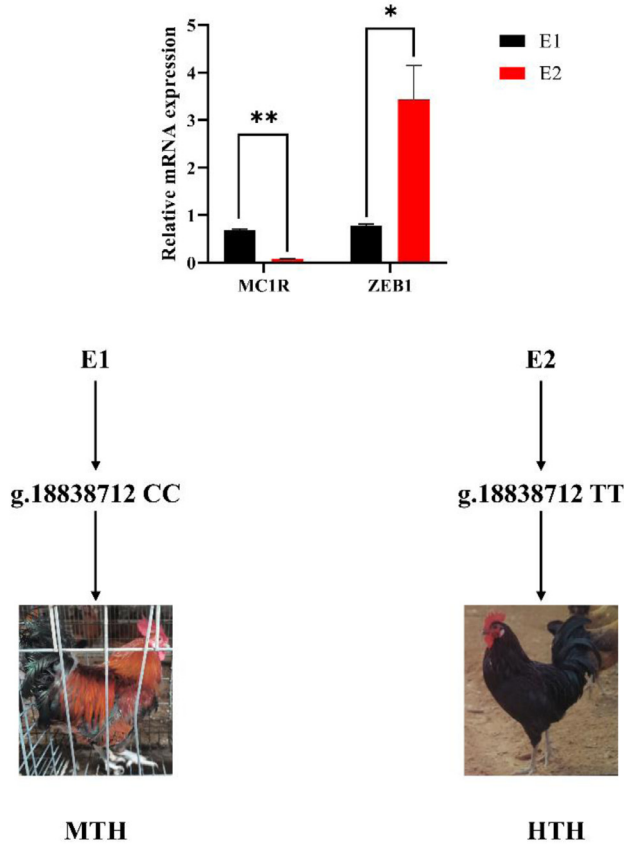 Relative mRNA expression
5
4
3
2
1
0
**
*
MC1R
ZEB1
E1
E2
E1
E2
g.18838712 CC
g.18838712 TT
MTH
HTH